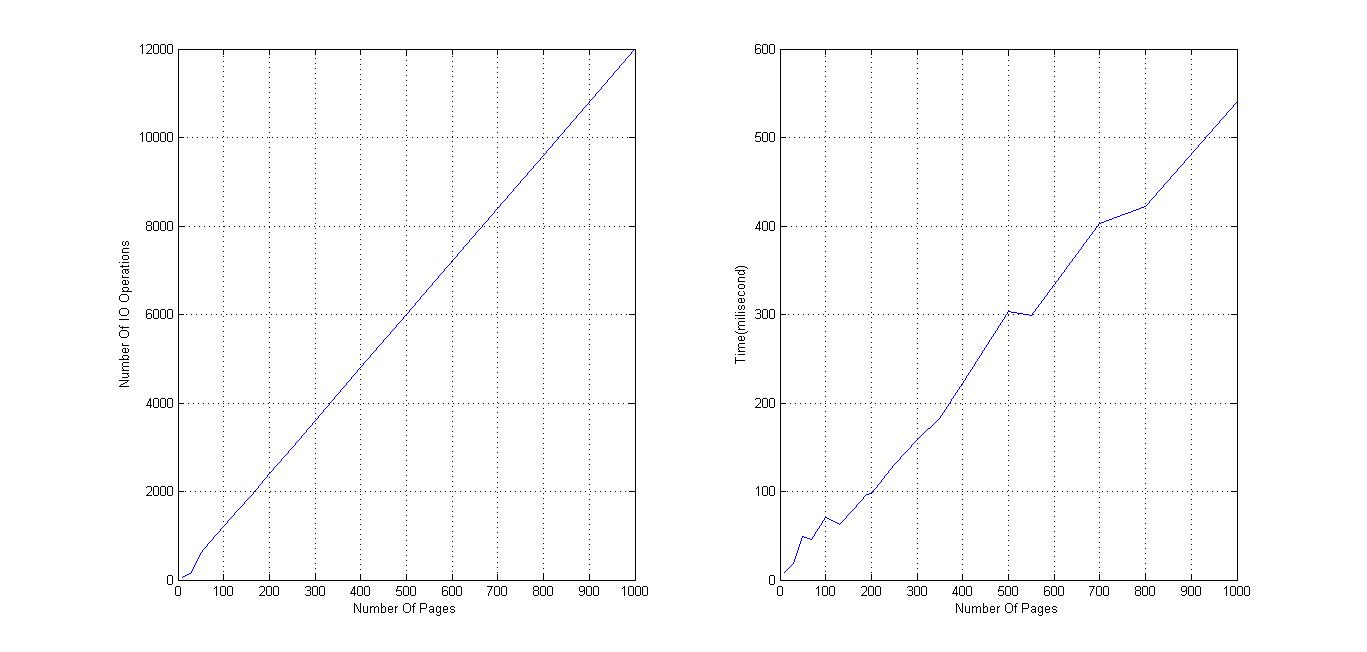 12000
10000
8000
6000
4000
2000
0
Number Of IO Operations
0 100 200 300 400 500 600 700 800 900 1000
Number Of Pages
600
500
400
300
200
100
0
Time(milisecond)
0 100 200 300 400 500 600 700 800 900 1000
Number Of Pages